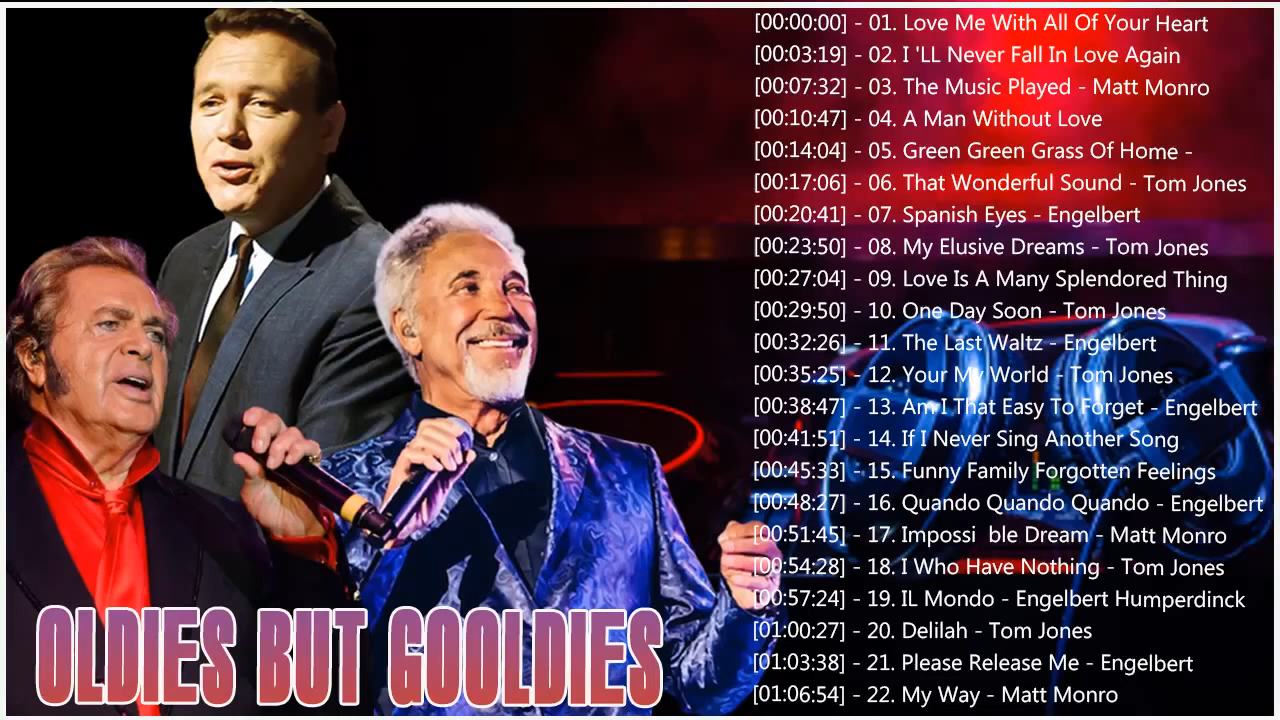 [00:00:00] - 01. Love Me With All Of Your Heart
[00:03:19] - 02. I 'LL Never Fall In Love Again
[00:07:32] - 03. The Music Played - Matt Monro
[00:10:47] - 04. A Man Without Love
[00:14:04] - 05. Green Green Grass Of Home -
[00:17:06] - 06. That Wonderful Sound - Tom Jones
[00:20:41] - 07. Spanish Eyes - Engelbert
[00:23:50] - 08. My Elusive Dreams - Tom Jones
[00:27:04] - 09. Love Is A Many Splendored Thing
[00:29:50] - 10. One Day Soon - Tom Jones
[00:32:26] - 11. The Last Waltz - Engelbert
[00:35:25] - 12. Your My World - Tom Jones
[00:38:47] - 13. Am I That Easy To Forget - Engelbert
[00:41:51] - 14. If I Never Sing Another Song
[00:45:33] - 15. Funny Family Forgotten Feelings
[00:48:27] - 16. Quando Quando Quando - Engelbert
[00:51:45] - 17. Impossi  ble Dream - Matt Monro
[00:54:28] - 18. I Who Have Nothing - Tom Jones
[00:57:24] - 19. IL Mondo - Engelbert Humperdinck
[01:00:27] - 20. Delilah - Tom Jones
[01:03:38] - 21. Please Release Me - Engelbert
[01:06:54] - 22. My Way - Matt Monro
OLDIES BUT GOOLDIES